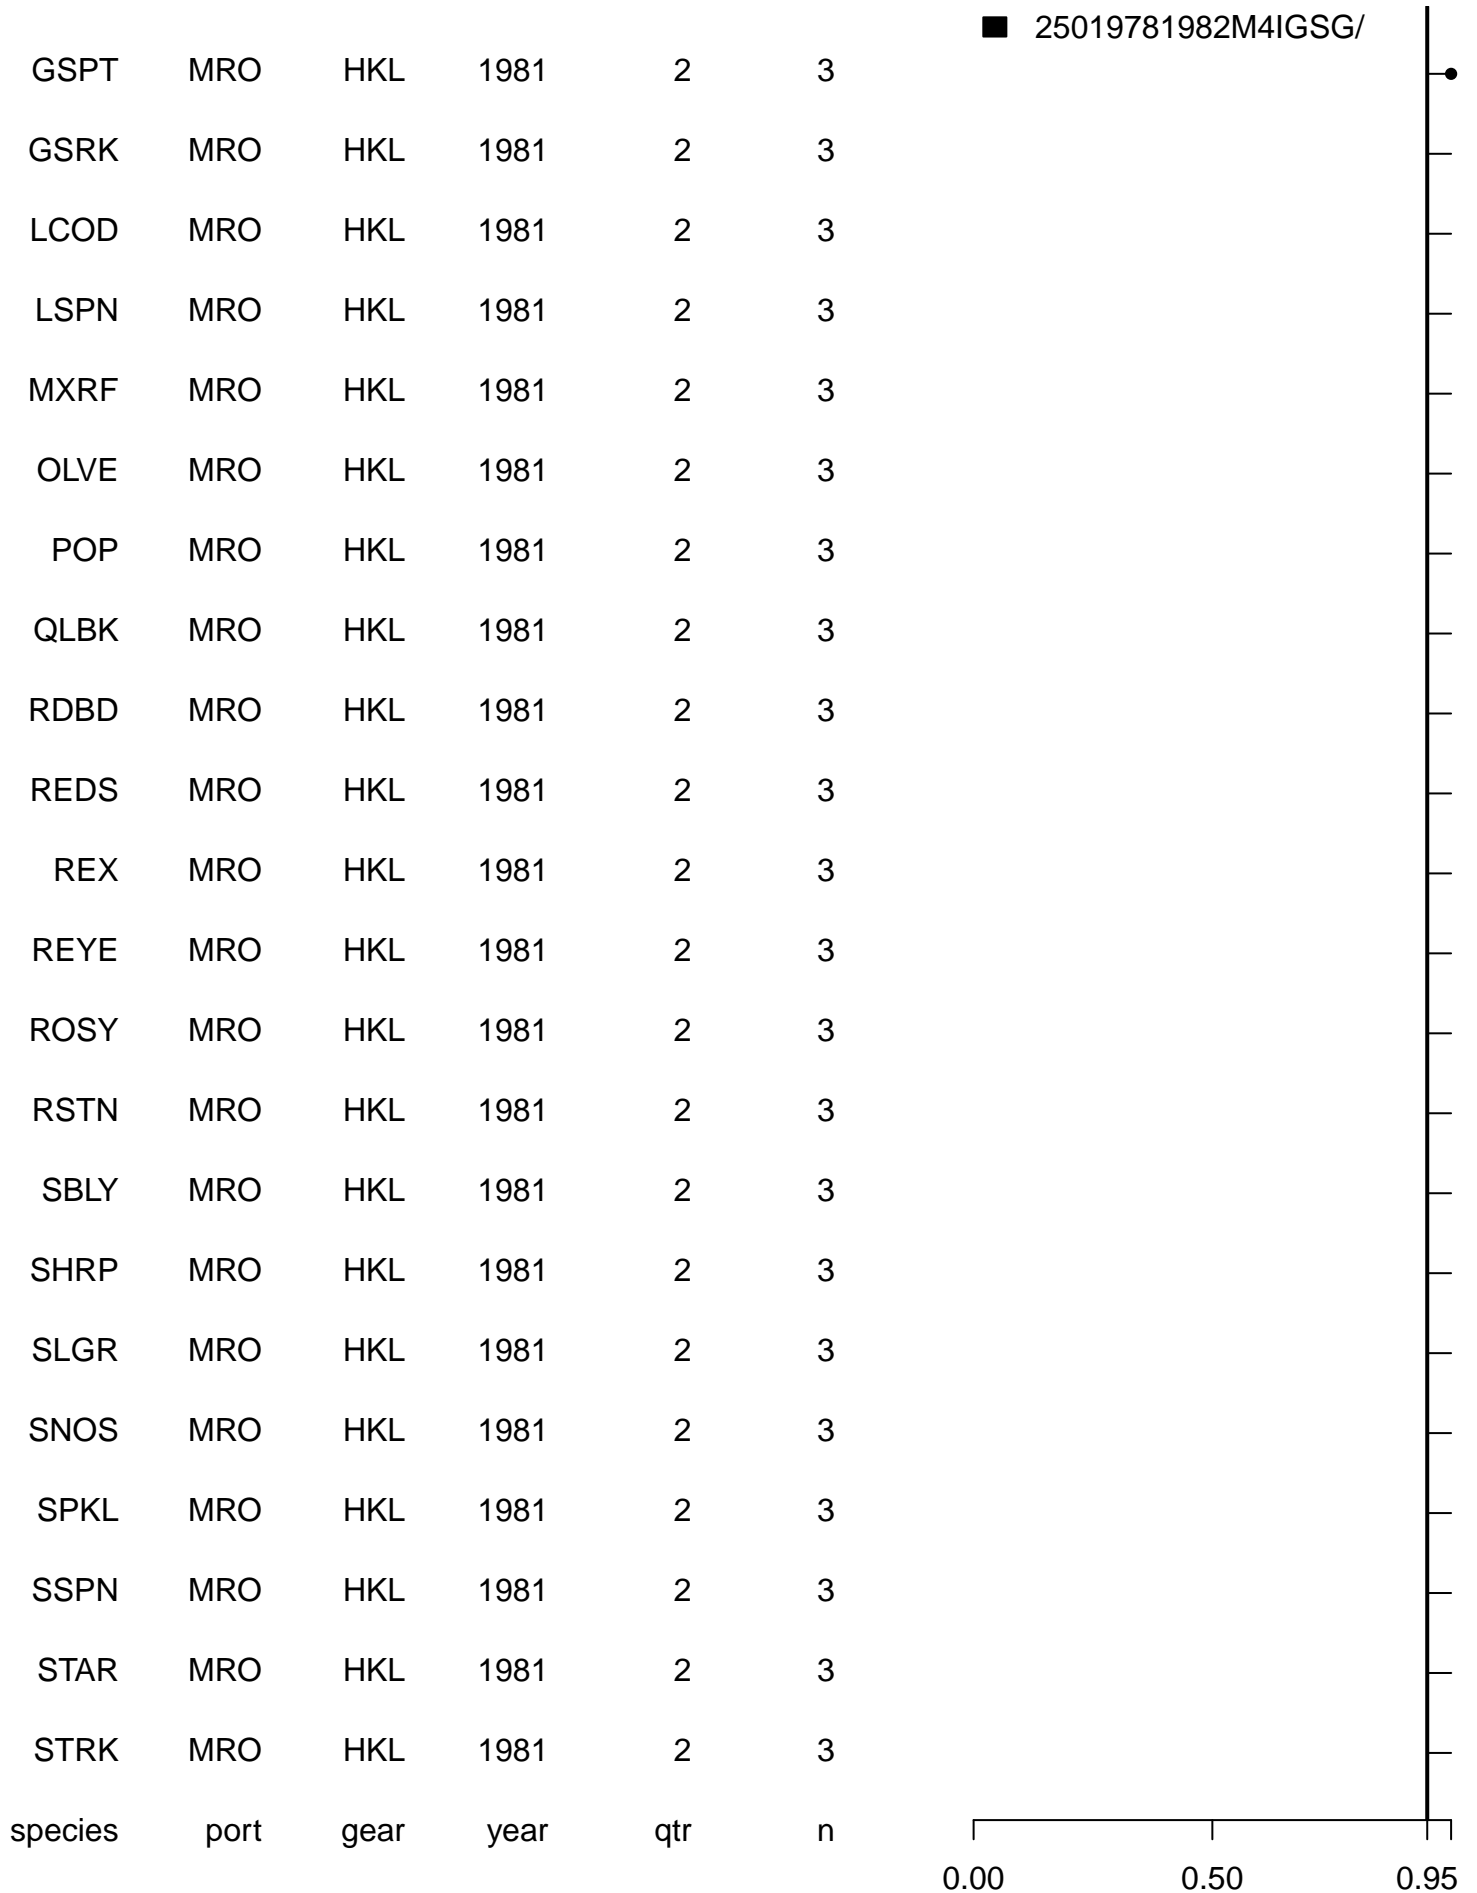 25019781982M4IGSG/
GSPT MRO HKL 1981 2 3
GSRK MRO HKL 1981 2 3
LCOD MRO HKL 1981 2 3
LSPN MRO HKL 1981 2 3
MXRF MRO HKL 1981 2 3
OLVE MRO HKL 1981 2 3
POP MRO HKL 1981 2 3
QLBK MRO HKL 1981 2 3
RDBD MRO HKL 1981 2 3
REDS MRO HKL 1981 2 3
REX MRO HKL 1981 2 3
REYE MRO HKL 1981 2 3
ROSY MRO HKL 1981 2 3
RSTN MRO HKL 1981 2 3
SBLY MRO HKL 1981 2 3
SHRP MRO HKL 1981 2 3
SLGR MRO HKL 1981 2 3
SNOS MRO HKL 1981 2 3
SPKL MRO HKL 1981 2 3
SSPN MRO HKL 1981 2 3
STAR MRO HKL 1981 2 3
STRK MRO HKL 1981 2 3
species port gear year qtr n
0.00 0.50 0.95